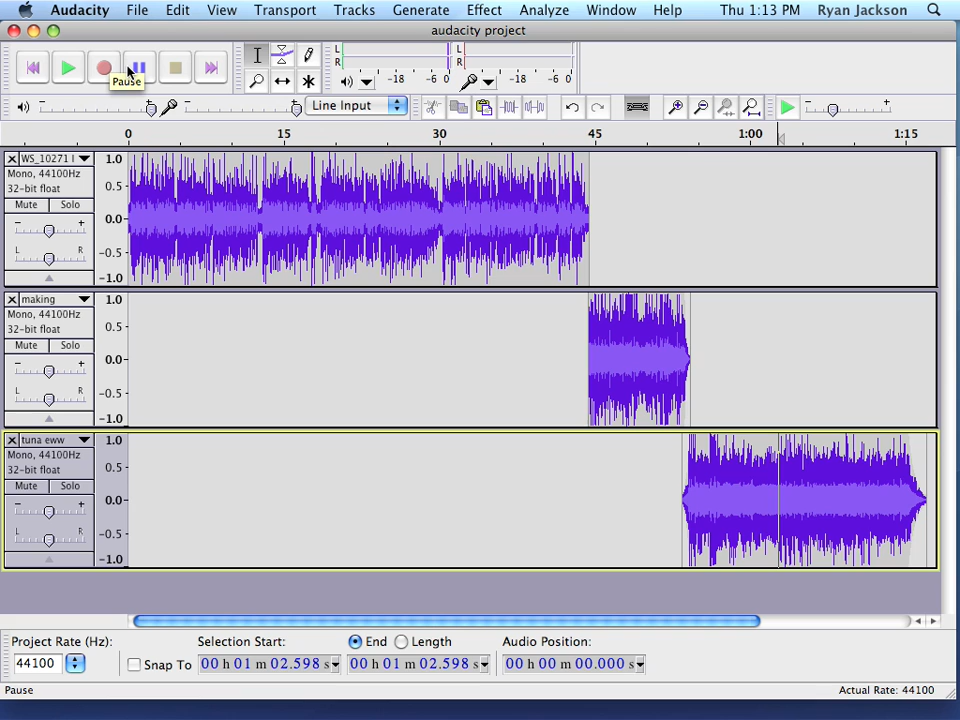 Audacity File Edit View Transport Tracks Generate Effect Analyze Window Help Thu 1:13 PM Ryan Jackson
audacity project
L
R
-18 -6 0
L
R
-18 -6 0
Pause
- + - + Line Input - +
0 15 30 45 1:00 1:15
WS_10271 I
Mono, 44100Hz
32-bit float
Mute Solo
- +
L R
1.0
0.5-
0.0-
-0.5-
-1.0
making
Mono, 44100Hz
32-bit float
Mute Solo
- +
L R
1.0
0.5-
0.0-
-0.5-
-1.0
tuna eww
Mono, 44100Hz
32-bit float
Mute Solo
- +
L R
1.0
0.5-
0.0-
-0.5-
-1.0
Project Rate (Hz): Selection Start: End Length Audio Position:
44100 Snap To 00 h 01 m 02.598 s 00 h 01 m 02.598 s 00 h 00 m 00.000 s
Pause Actual Rate: 44100